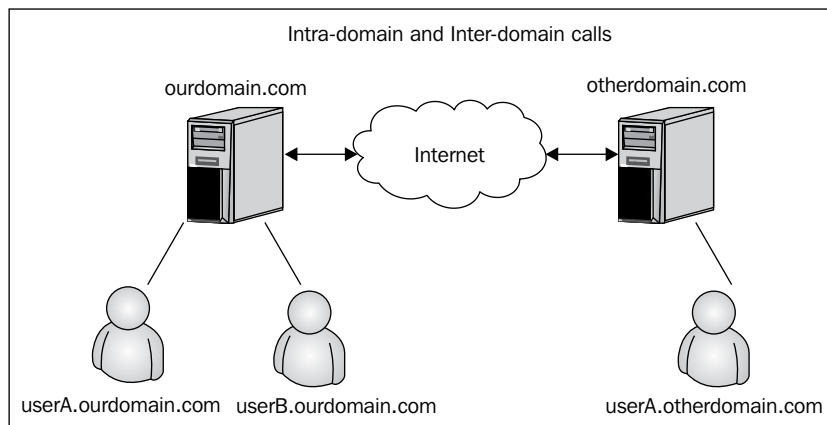 Intra-domain and Inter-domain calls
ourdomain.com
otherdomain.com
Internet
userA.ourdomain.com
userB.ourdomain.com
userA.otherdomain.com